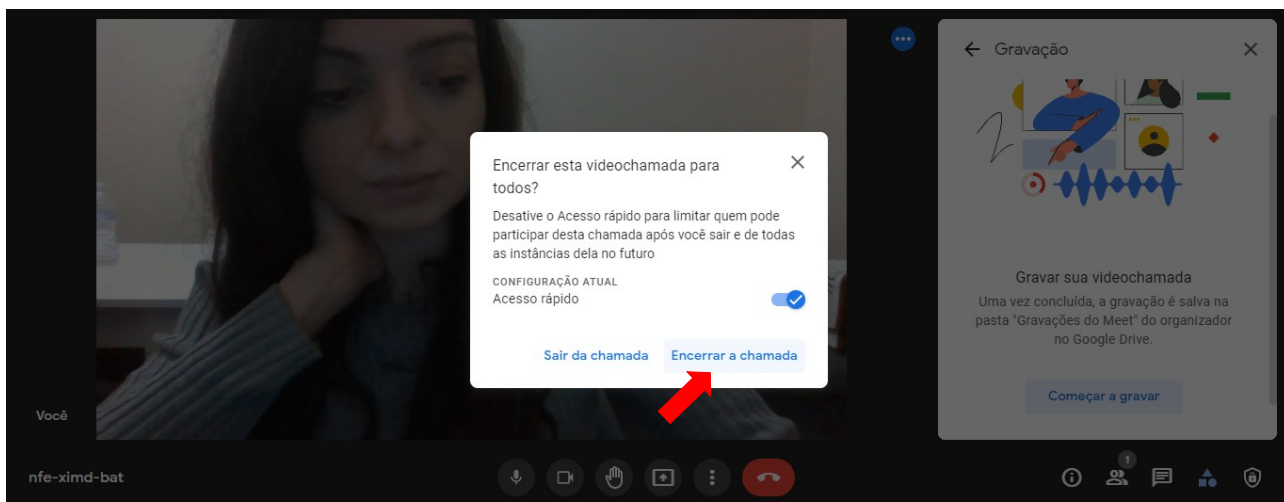 Gravação
Encerrar esta videochamada para
todos?
Desative o Acesso rápido para limitar quem pode
participar desta chamada após você sair e de todas
as instâncias dela no futuro
CONFIGURAÇÃO ATUAL
Acesso rápido
Sair da chamada Encerrar a chamada
Gravar sua videochamada
Uma vez concluída, a gravação é salva na
pasta "Gravações do Meet" do organizador
no Google Drive.
Começar a gravar
Você
nfe-ximd-bat
1